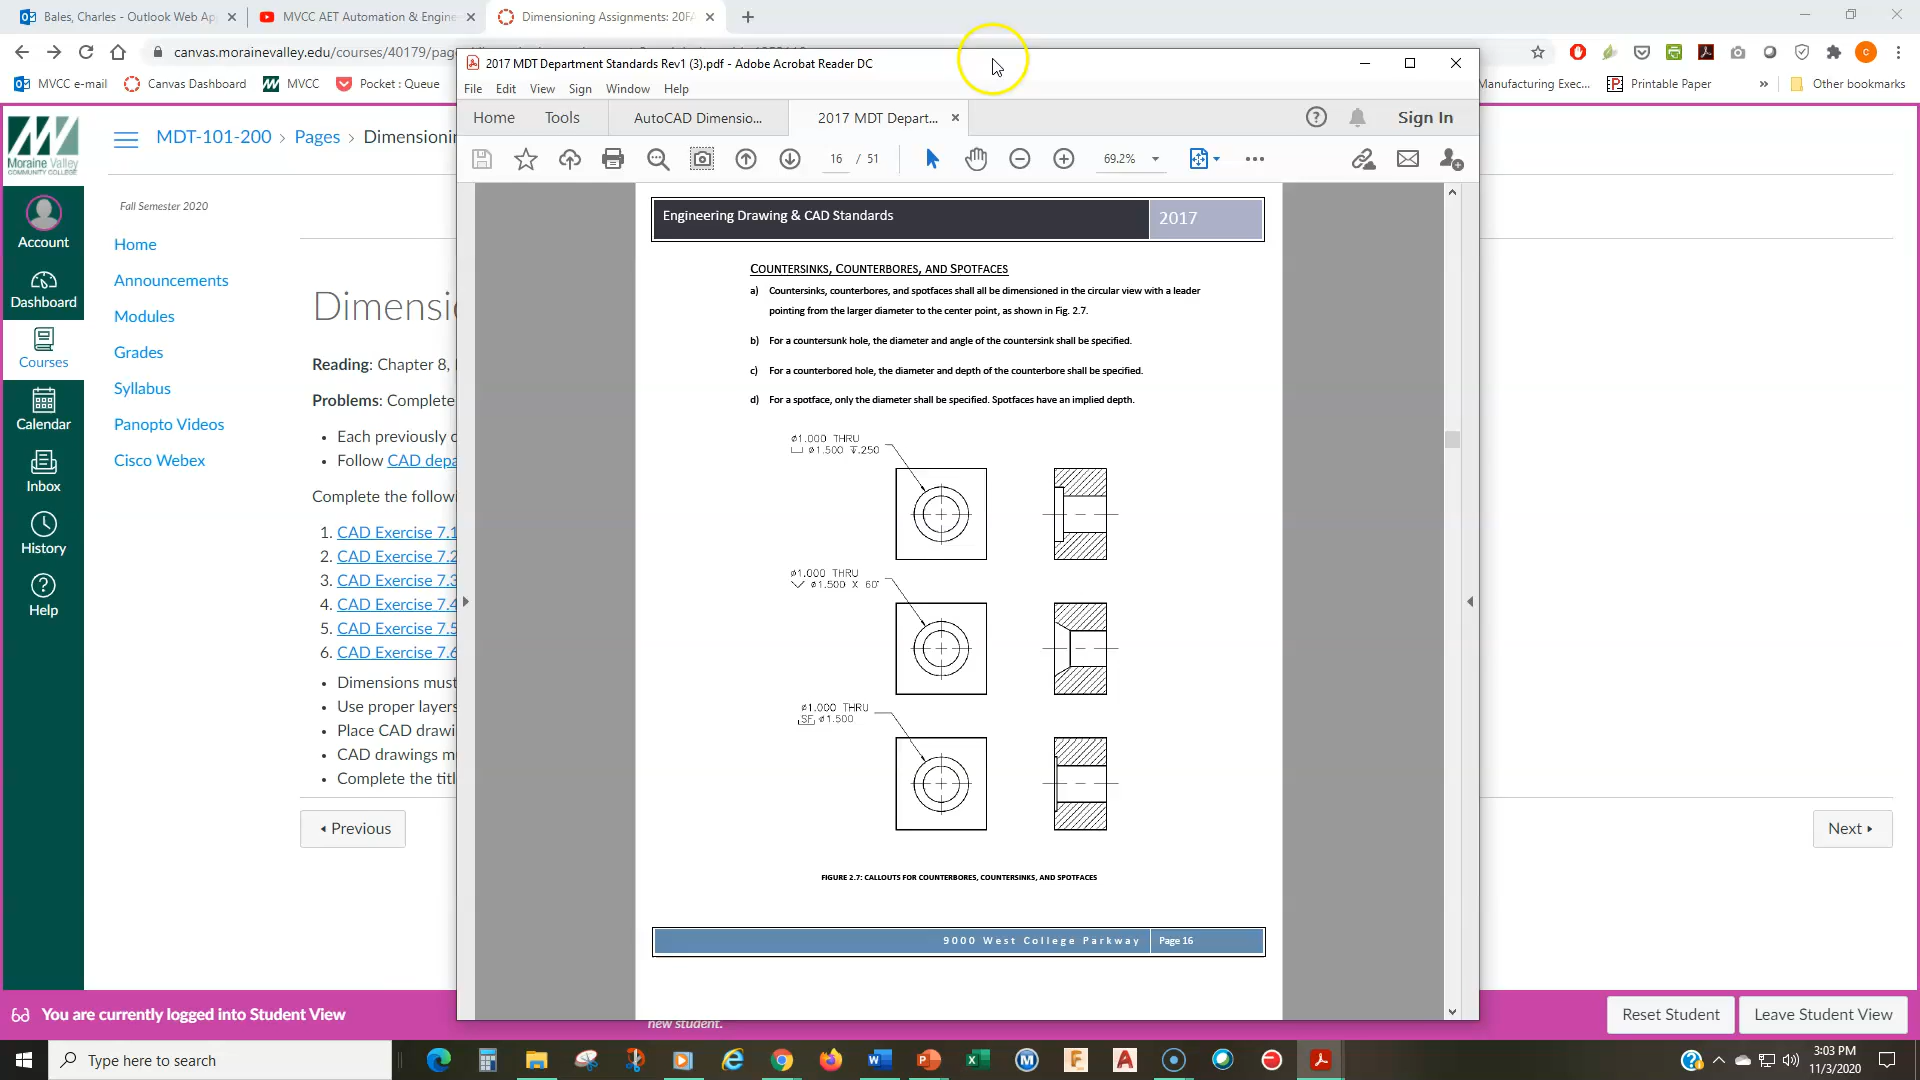 Bales, Charles - Outlook Web Ap
MVCC AET Automation & Engine
Dimensioning Assignments: 20FA
canvas.morainevalley.edu/courses/40179/pag
MVCC e-mail
Canvas Dashboard
MVCC
Pocket : Queue
Manufacturing Exec...
Printable Paper
Other bookmarks
2017 MDT Department Standards Rev1 (3).pdf - Adobe Acrobat Reader DC
File Edit View Sign Window Help
Home Tools AutoCAD Dimensio... 2017 MDT Depart... Sign In
16 / 51 69.2%
Moraine Valley
COMMUNITY COLLEGE
Account
Dashboard
Courses
Calendar
Inbox
History
Help
MDT-101-200 › Pages › Dimensionin
Fall Semester 2020
Home
Announcements
Modules
Grades
Syllabus
Panopto Videos
Cisco Webex
Dimensi
Reading: Chapter 8,
Problems: Complete
Each previously
Follow CAD depa
Complete the follow
1. CAD Exercise 7.1
2. CAD Exercise 7.2
3. CAD Exercise 7.3
4. CAD Exercise 7.4
5. CAD Exercise 7.5
6. CAD Exercise 7.6
Dimensions must
Use proper layers
Place CAD drawi
CAD drawings m
Complete the titl
Previous
Next
Engineering Drawing & CAD Standards 2017
COUNTERSINKS, COUNTERBORES, AND SPOTFACES
a) Countersinks, counterbores, and spotfaces shall all be dimensioned in the circular view with a leader
pointing from the larger diameter to the center point, as shown in Fig. 2.7.
b) For a countersunk hole, the diameter and angle of the countersink shall be specified.
c) For a counterbored hole, the diameter and depth of the counterbore shall be specified.
d) For a spotface, only the diameter shall be specified. Spotfaces have an implied depth.
⌀1.000 THRU
⌴ ⌀1.500 ↧.250
⌀1.000 THRU
⌵ ⌀1.500 X 60°
⌀1.000 THRU
SF ⌀1.500
FIGURE 2.7: CALLOUTS FOR COUNTERBORES, COUNTERSINKS, AND SPOTFACES
9000 West College Parkway Page 16
You are currently logged into Student View
new student.
Reset Student
Leave Student View
Type here to search
3:03 PM
11/3/2020